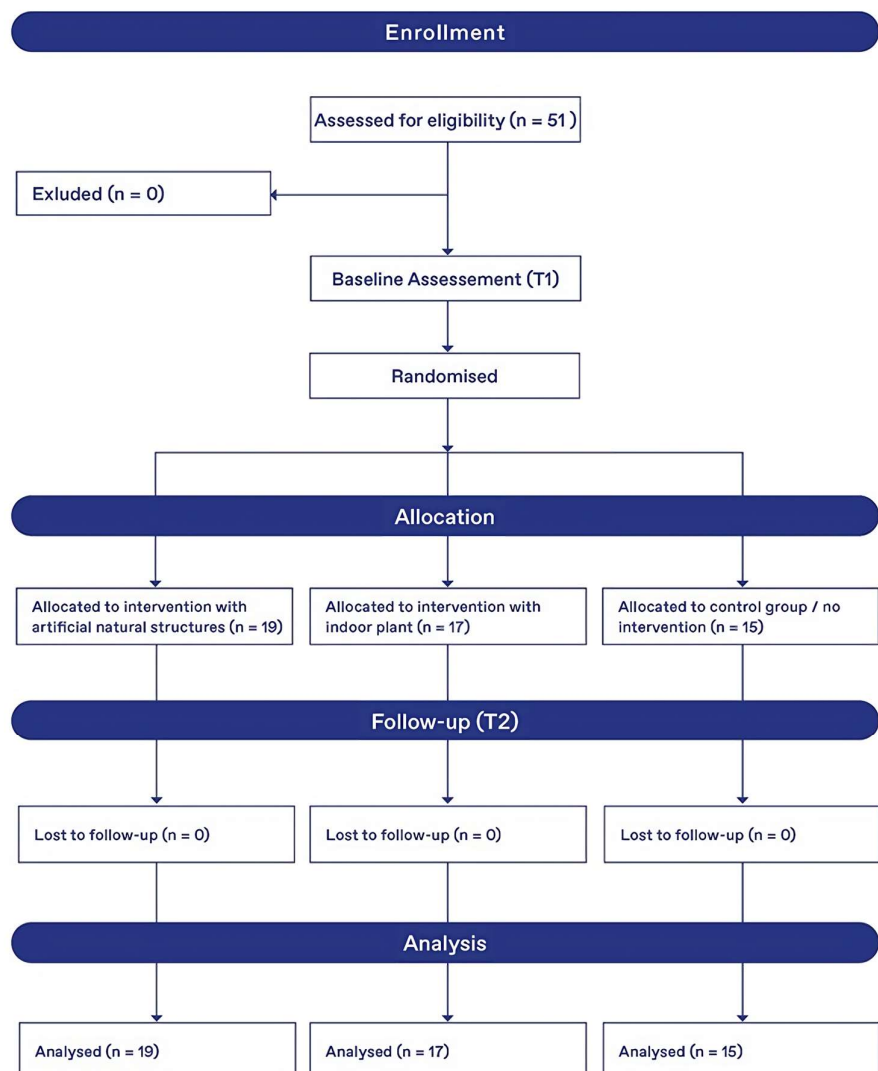 Enrollment
Assessed for eligibility (n = 51 )
Exluded (n = 0)
Baseline Assessement (T1)
Randomised
Allocation
Allocated to intervention with
artificial natural structures (n = 19)
Allocated to intervention with
indoor plant (n = 17)
Allocated to control group / no
intervention (n = 15)
Follow-up (T2)
Lost to follow-up (n = 0)
Lost to follow-up (n = 0)
Lost to follow-up (n = 0)
Analysis
Analysed (n = 19)
Analysed (n = 17)
Analysed (n = 15)